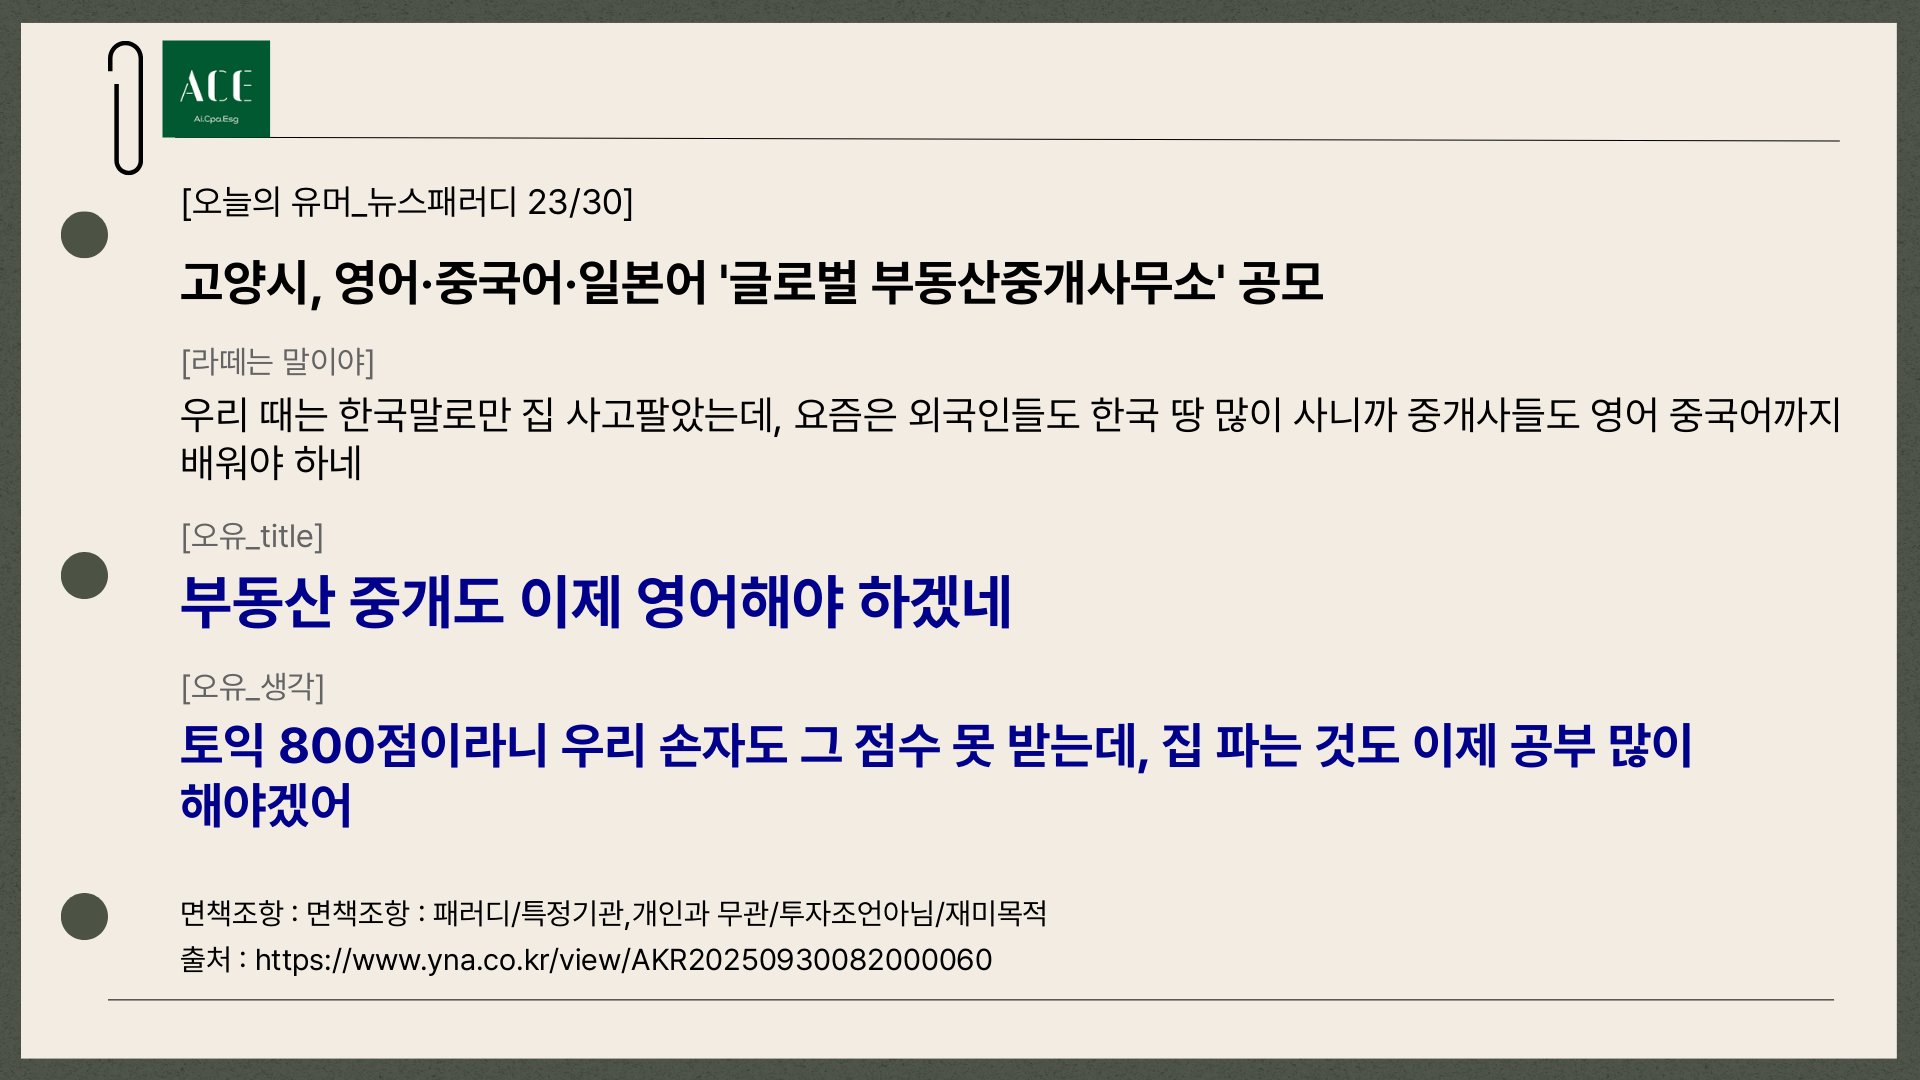 ACE
Ai.Cpa.Esg
[오늘의 유머_뉴스패러디 23/30]
고양시, 영어·중국어·일본어 '글로벌 부동산중개사무소' 공모
[라떼는 말이야]
우리 때는 한국말로만 집 사고팔았는데, 요즘은 외국인들도 한국 땅 많이 사니까 중개사들도 영어 중국어까지
배워야 하네
[오유_title]
부동산 중개도 이제 영어해야 하겠네
[오유_생각]
토익 800점이라니 우리 손자도 그 점수 못 받는데, 집 파는 것도 이제 공부 많이
해야겠어
면책조항 : 면책조항 : 패러디/특정기관,개인과 무관/투자조언아님/재미목적
출처 : https://www.yna.co.kr/view/AKR20250930082000060